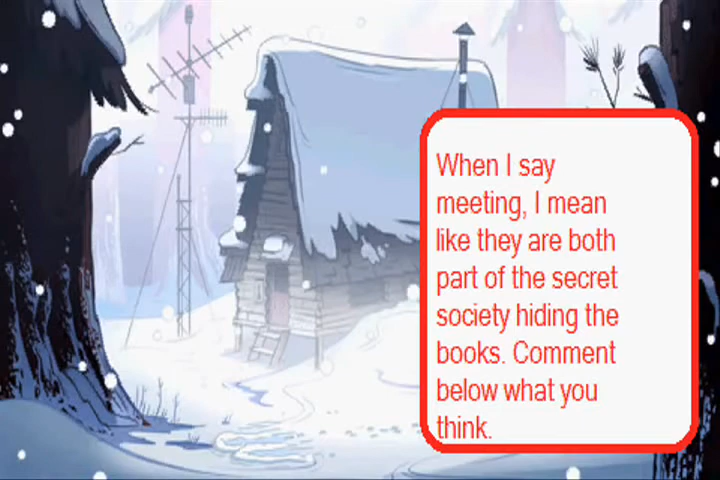 When I say
meeting, I mean
like they are both
part of the secret
society hiding the
books. Comment
below what you
think.